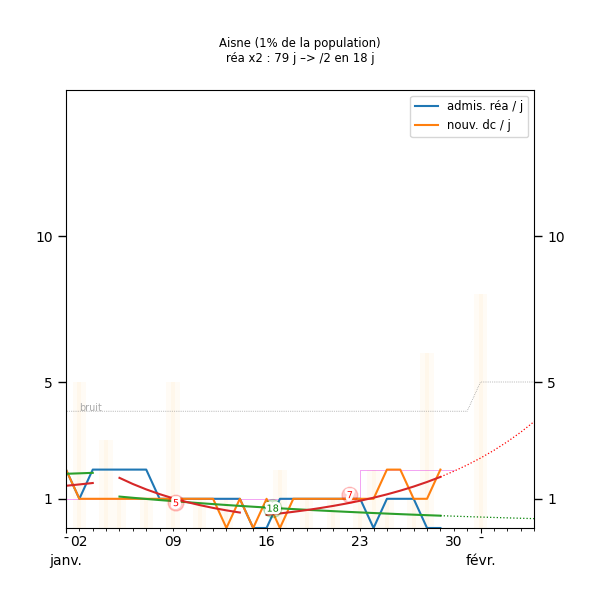 Aisne (1% de la population)
réa x2 : 79 j –> /2 en 18 j
admis. réa / j
nouv. dc / j
10
10
5
5
bruit
1
1
5
18
7
02
09
16
23
30
janv.
févr.